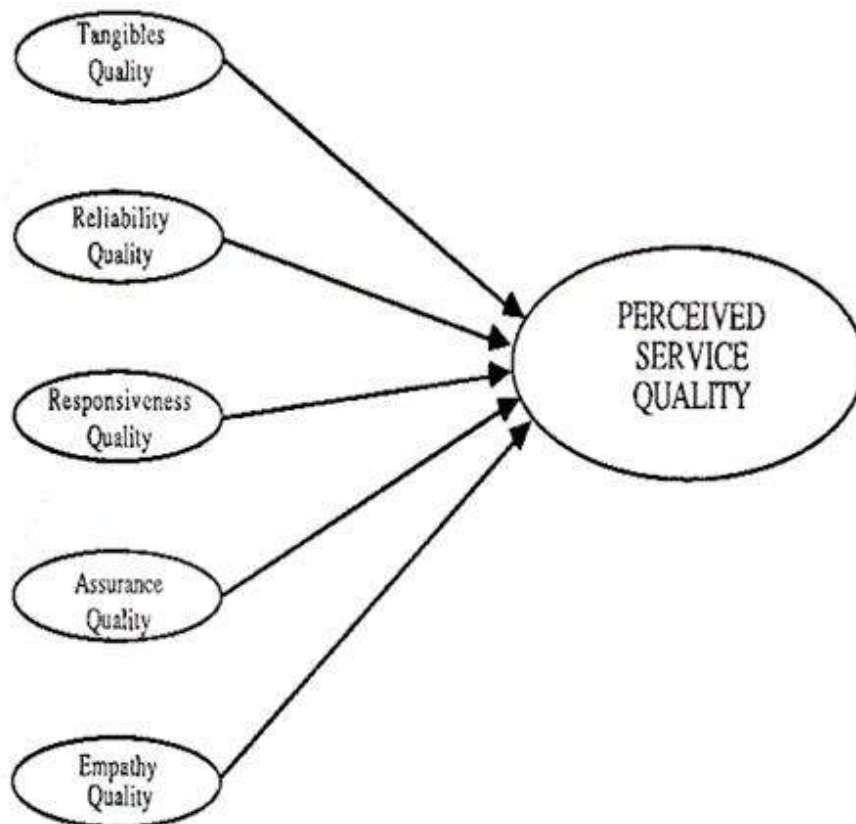 Tangibles
Quality
Reliability
Quality
Responsiveness
Quality
Assurance
Quality
Empathy
Quality
PERCEIVED
SERVICE
QUALITY